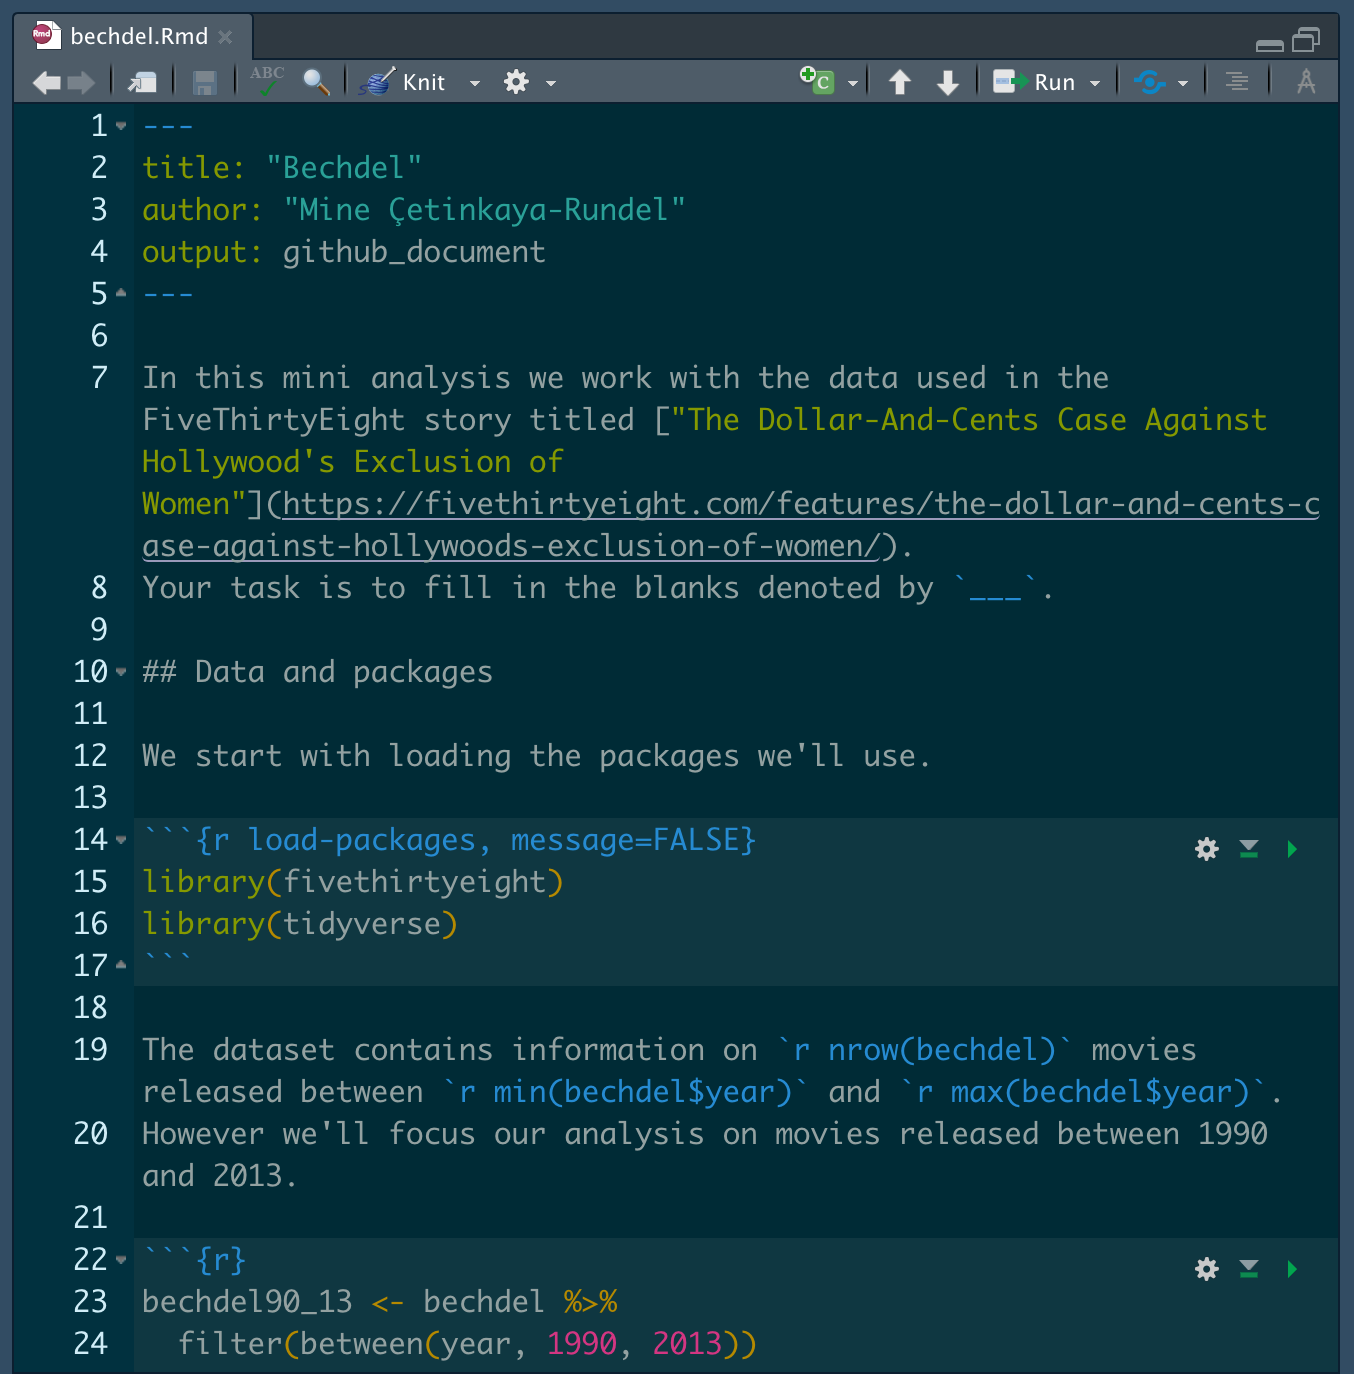 Rmd bechdel.Rmd
ABC Knit C Run
1 ---
2 title: "Bechdel"
3 author: "Mine Çetinkaya-Rundel"
4 output: github_document
5 ---
6
7 In this mini analysis we work with the data used in the
FiveThirtyEight story titled ["The Dollar-And-Cents Case Against
Hollywood's Exclusion of
Women"](https://fivethirtyeight.com/features/the-dollar-and-cents-c
ase-against-hollywoods-exclusion-of-women/).
8 Your task is to fill in the blanks denoted by `___`.
9
10 ## Data and packages
11
12 We start with loading the packages we'll use.
13
14 ```{r load-packages, message=FALSE}
15 library(fivethirtyeight)
16 library(tidyverse)
17 ```
18
19 The dataset contains information on `r nrow(bechdel)` movies
released between `r min(bechdel$year)` and `r max(bechdel$year)`.
20 However we'll focus our analysis on movies released between 1990
and 2013.
21
22 ```{r}
23 bechdel90_13 <- bechdel %>%
24   filter(between(year, 1990, 2013))